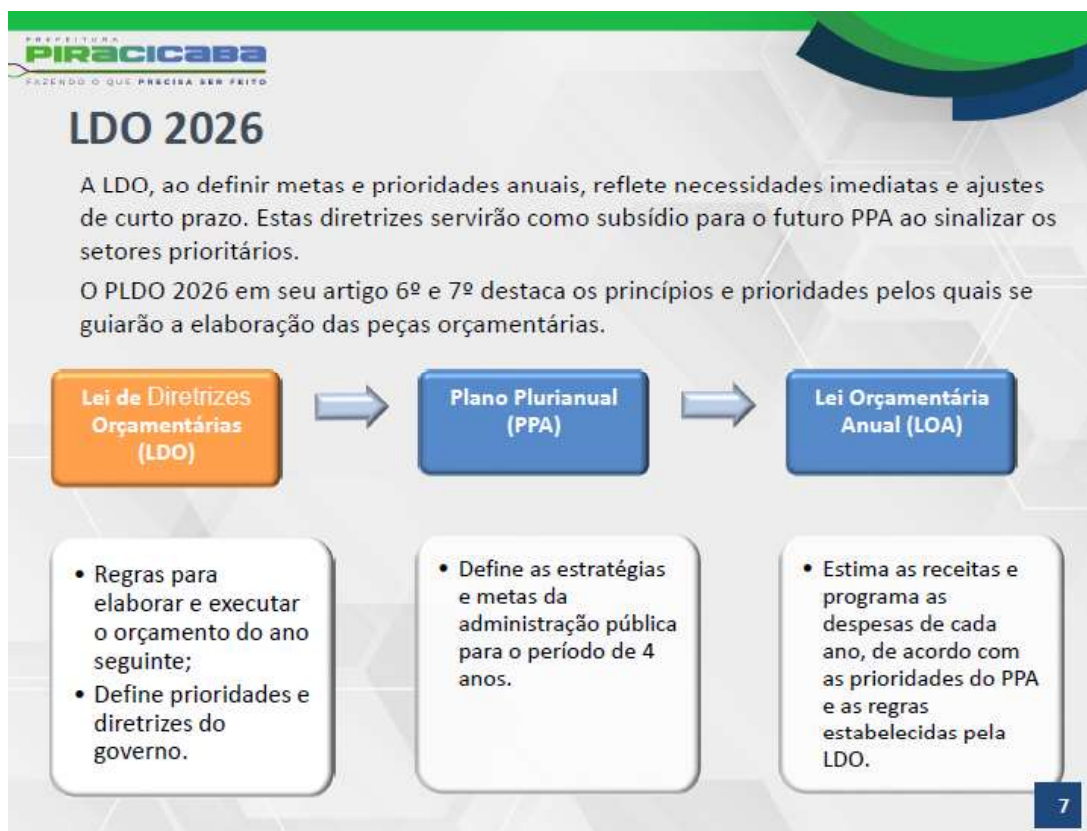 PREFEITURA
PIRACICABA
FAZENDO O QUE PRECISA SER FEITO
LDO 2026
A LDO, ao definir metas e prioridades anuais, reflete necessidades imediatas e ajustes
de curto prazo. Estas diretrizes servirão como subsídio para o futuro PPA ao sinalizar os
setores prioritários.
O PLDO 2026 em seu artigo 6º e 7º destaca os princípios e prioridades pelos quais se
guiarão a elaboração das peças orçamentárias.
Lei de Diretrizes
Orçamentárias
(LDO)
Plano Plurianual
(PPA)
Lei Orçamentária
Anual (LOA)
• Regras para
elaborar e executar
o orçamento do ano
seguinte;
• Define prioridades e
diretrizes do
governo.
• Define as estratégias
e metas da
administração pública
para o período de 4
anos.
• Estima as receitas e
programa as
despesas de cada
ano, de acordo com
as prioridades do PPA
e as regras
estabelecidas pela
LDO.
7